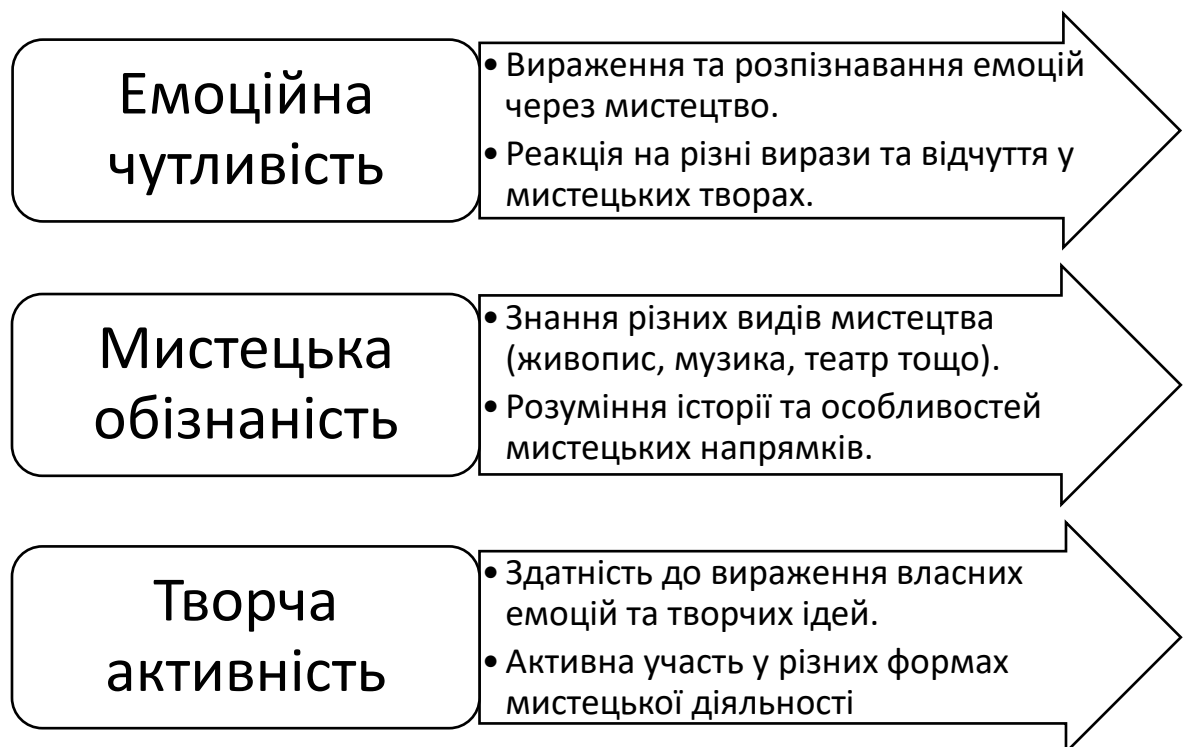 Емоційна
чутливість
• Вираження та розпізнавання емоцій
через мистецтво.
• Реакція на різні вирази та відчуття у
мистецьких творах.
Мистецька
обізнаність
• Знання різних видів мистецтва
(живопис, музика, театр тощо).
• Розуміння історії та особливостей
мистецьких напрямків.
Творча
активність
• Здатність до вираження власних
емоцій та творчих ідей.
• Активна участь у різних формах
мистецької діяльності